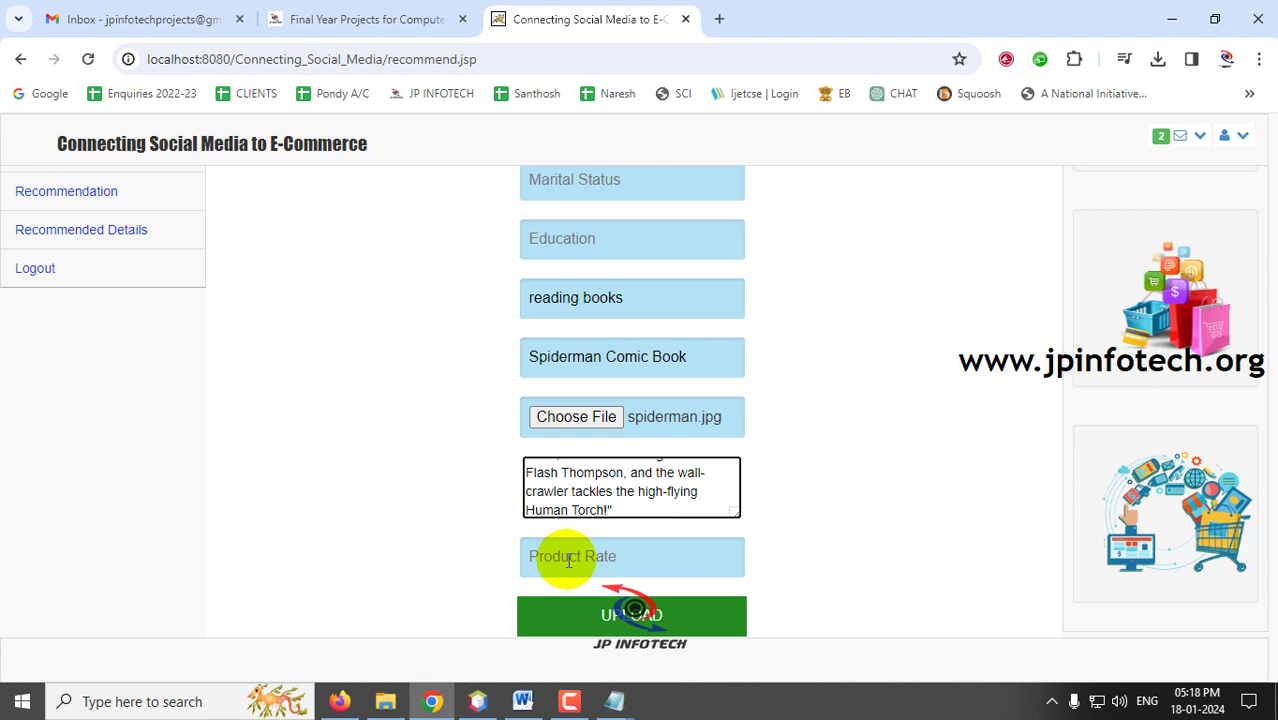 Inbox - jpinfotechprojects@gm
Final Year Projects for Compute
Connecting Social Media to E-C
localhost:8080/Connecting_Social_Media/recommend.jsp
Google
Enquiries 2022-23
CLIENTS
Pondy A/C
JP INFOTECH
Santhosh
Naresh
SCI
Ijetcse | Login
EB
CHAT
Squoosh
A National Initiative...
Connecting Social Media to E-Commerce
2
Marital Status
Recommendation
Recommended Details
Education
Logout
reading books
Spiderman Comic Book
www.jpinfotech.org
Choose File spiderman.jpg
Flash Thompson, and the wall-
crawler tackles the high-flying
Human Torch!"
Product Rate
UPLOAD
JP INFOTECH
Type here to search
ENG
05:18 PM
18-01-2024